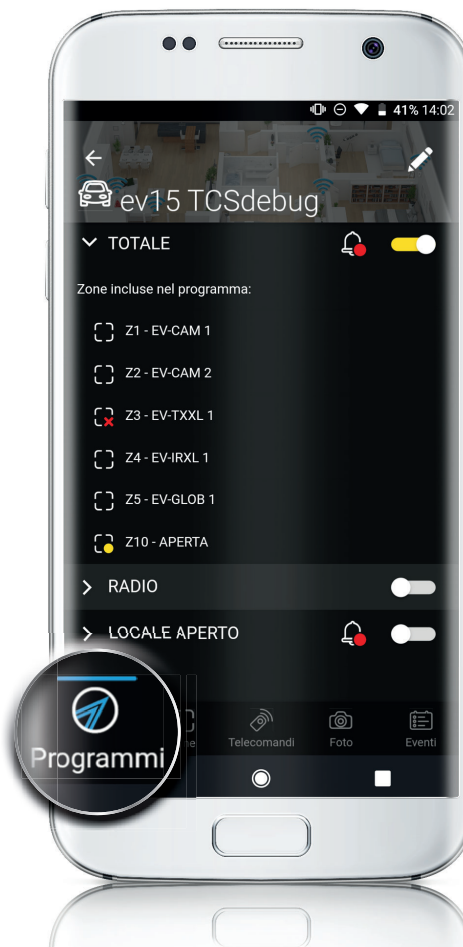 41% 14:02
ev15 TCSdebug
TOTALE
Zone incluse nel programma:
Z1 - EV-CAM 1
Z2 - EV-CAM 2
Z3 - EV-TXXL 1
Z4 - EV-IRXL 1
Z5 - EV-GLOB 1
Z10 - APERTA
RADIO
LOCALE APERTO
Programmi
Telecomandi
Foto
Eventi